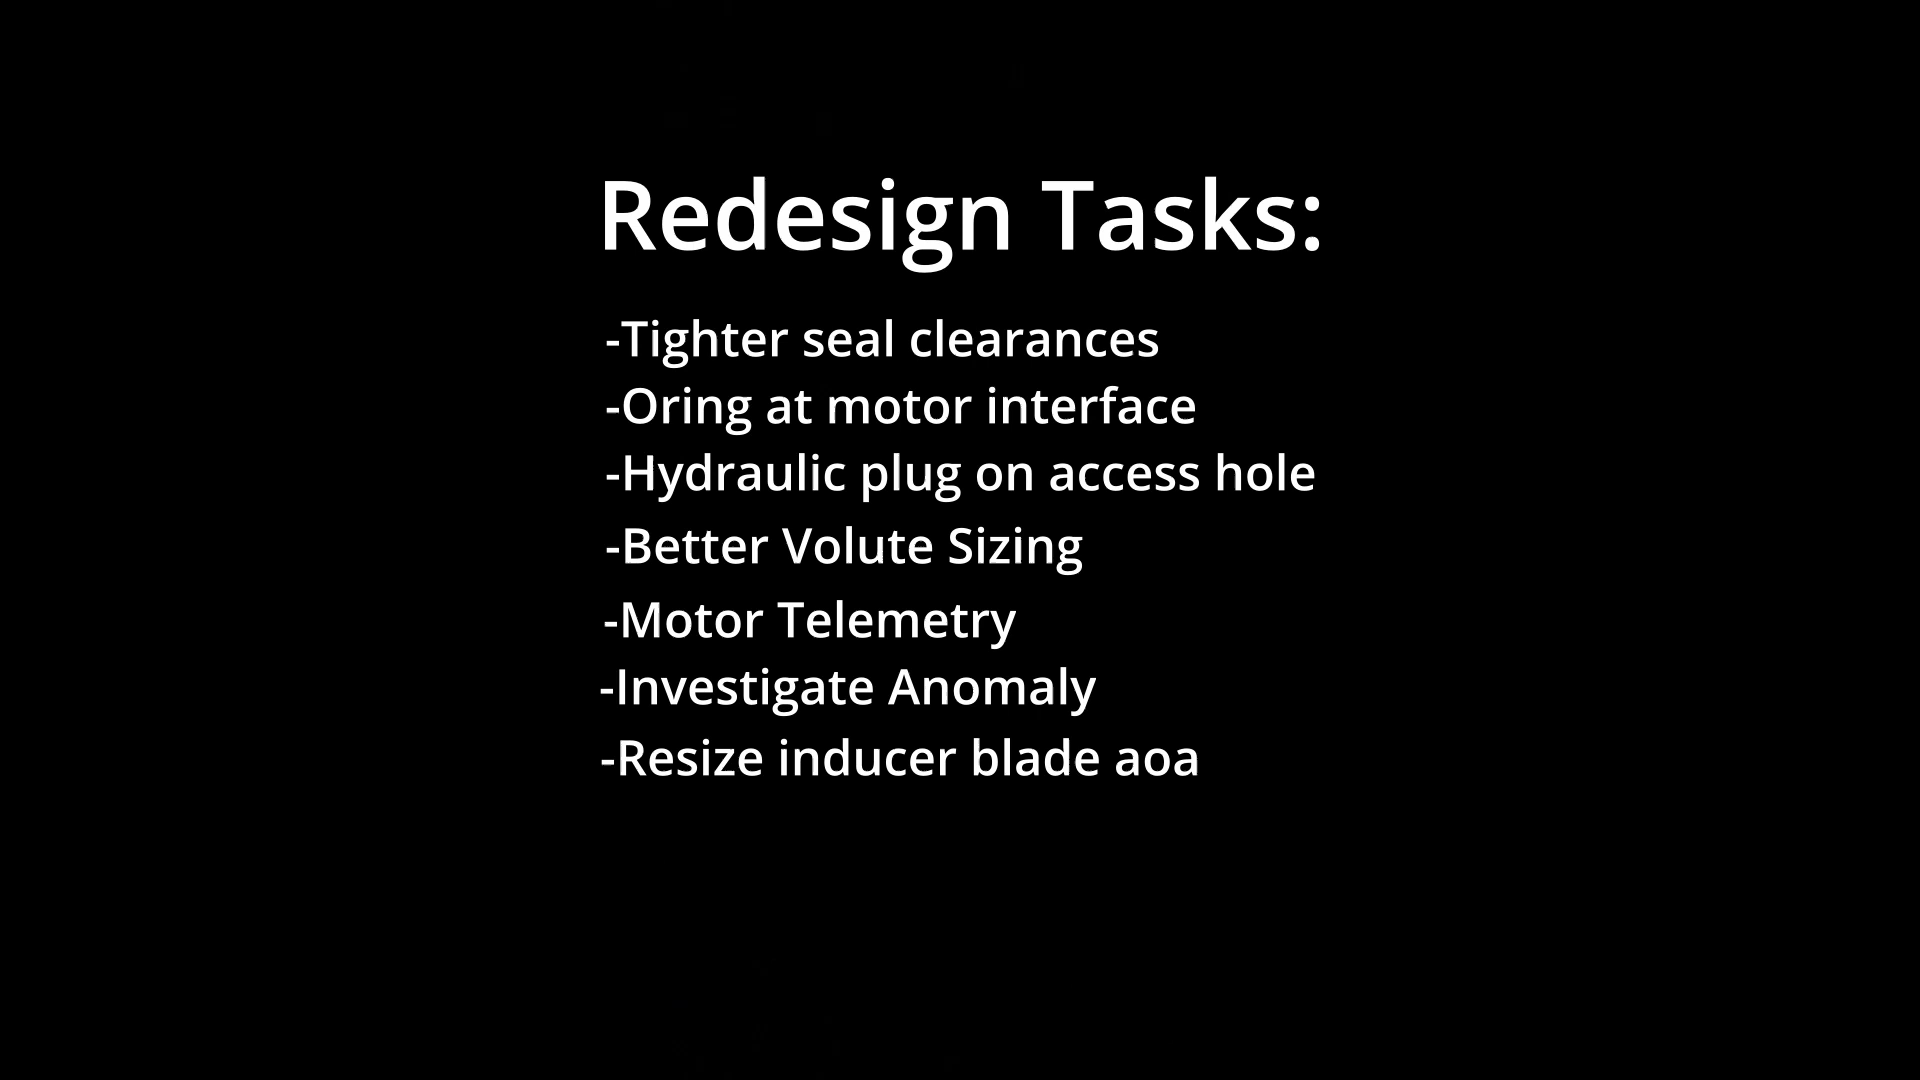 Redesign Tasks:
-Tighter seal clearances
-Oring at motor interface
-Hydraulic plug on access hole
-Better Volute Sizing
-Motor Telemetry
-Investigate Anomaly
-Resize inducer blade aoa